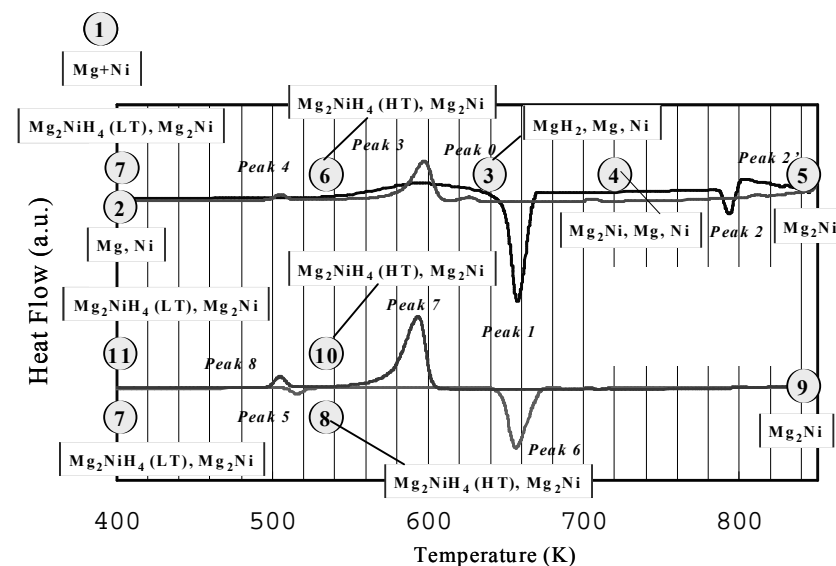 1
Mg+Ni
Mg₂NiH₄ (HT), Mg₂Ni
Mg₂NiH₄ (LT), Mg₂Ni
MgH₂, Mg, Ni
Peak 3
Peak 0
Peak 4
Peak 2’
7
6
3
4
5
2
Mg, Ni
Mg₂Ni, Mg, Ni
Peak 2
Mg₂Ni
Mg₂NiH₄ (HT), Mg₂Ni
Mg₂NiH₄ (LT), Mg₂Ni
Peak 7
Peak 1
11
Peak 8
10
9
Peak 5
7
8
Mg₂Ni
Peak 6
Mg₂NiH₄ (LT), Mg₂Ni
Mg₂NiH₄ (HT), Mg₂Ni
Heat Flow (a.u.)
400 500 600 700 800
Temperature (K)